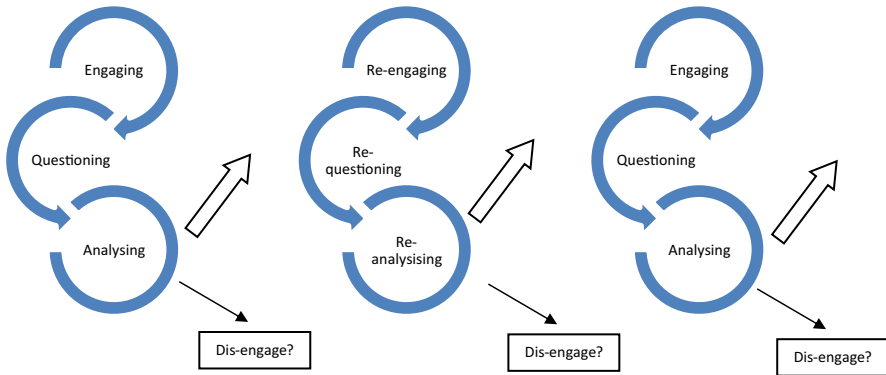 Engaging
Questioning
Analysing
Dis-engage?
Re-engaging
Re-
questioning
Re-
analysising
Dis-engage?
Engaging
Questioning
Analysing
Dis-engage?